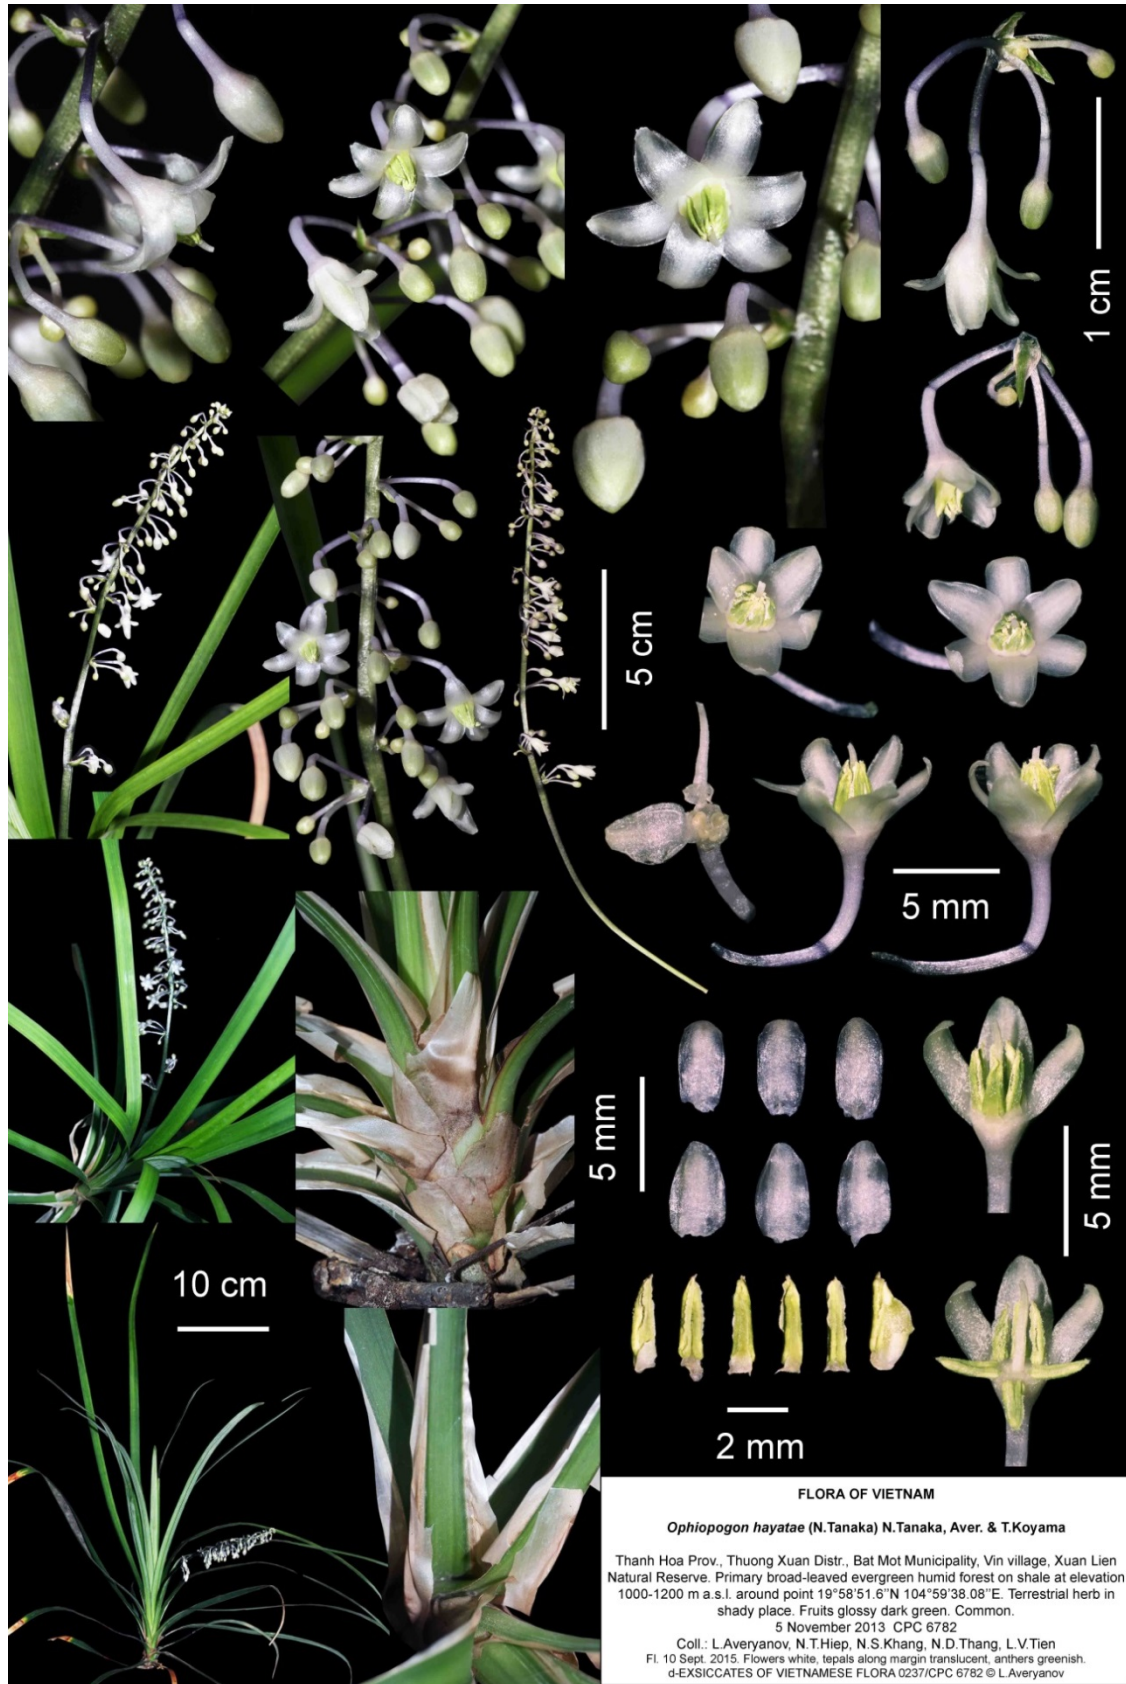 1 cm
5 cm
5 mm
5 mm
5 mm
10 cm
2 mm
FLORA OF VIETNAM
Ophiopogon hayatae (N.Tanaka) N.Tanaka, Aver. & T.Koyama
Thanh Hoa Prov., Thuong Xuan Distr., Bat Mot Municipality, Vin village, Xuan Lien
Natural Reserve. Primary broad-leaved evergreen humid forest on shale at elevation
1000-1200 m a.s.l. around point 19°58'51.6"N 104°59'38.08"E. Terrestrial herb in
shady place. Fruits glossy dark green. Common.
5 November 2013 CPC 6782
Coll.: L.Averyanov, N.T.Hiep, N.S.Khang, N.D.Thang, L.V.Tien
Fl. 10 Sept. 2015. Flowers white, tepals along margin translucent, anthers greenish.
d-EXSICCATES OF VIETNAMESE FLORA 0237/CPC 6782 © L.Averyanov